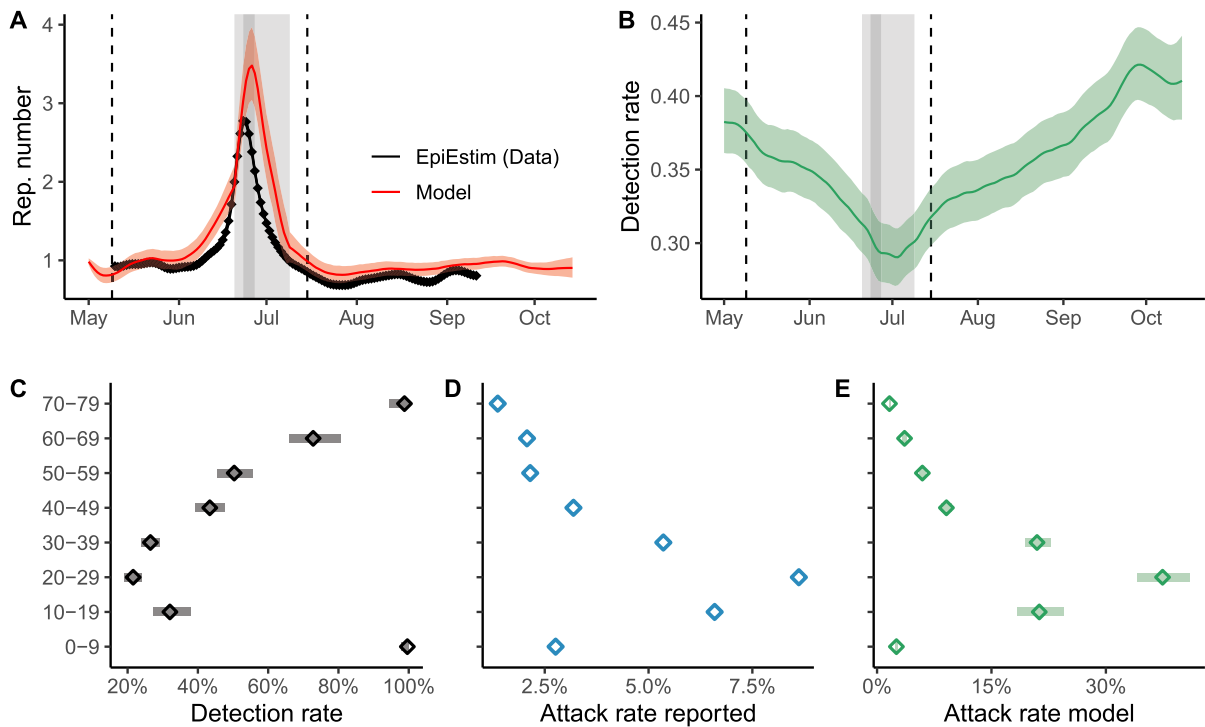 A
4
3
2
1
Rep. number
EpiEstim (Data)
Model
May Jun Jul Aug Sep Oct
B
0.45
0.40
0.35
0.30
Detection rate
May Jun Jul Aug Sep Oct
C
70−79
60−69
50−59
40−49
30−39
20−29
10−19
0−9
20% 40% 60% 80% 100%
Detection rate
D
2.5% 5.0% 7.5%
Attack rate reported
E
0% 15% 30%
Attack rate model